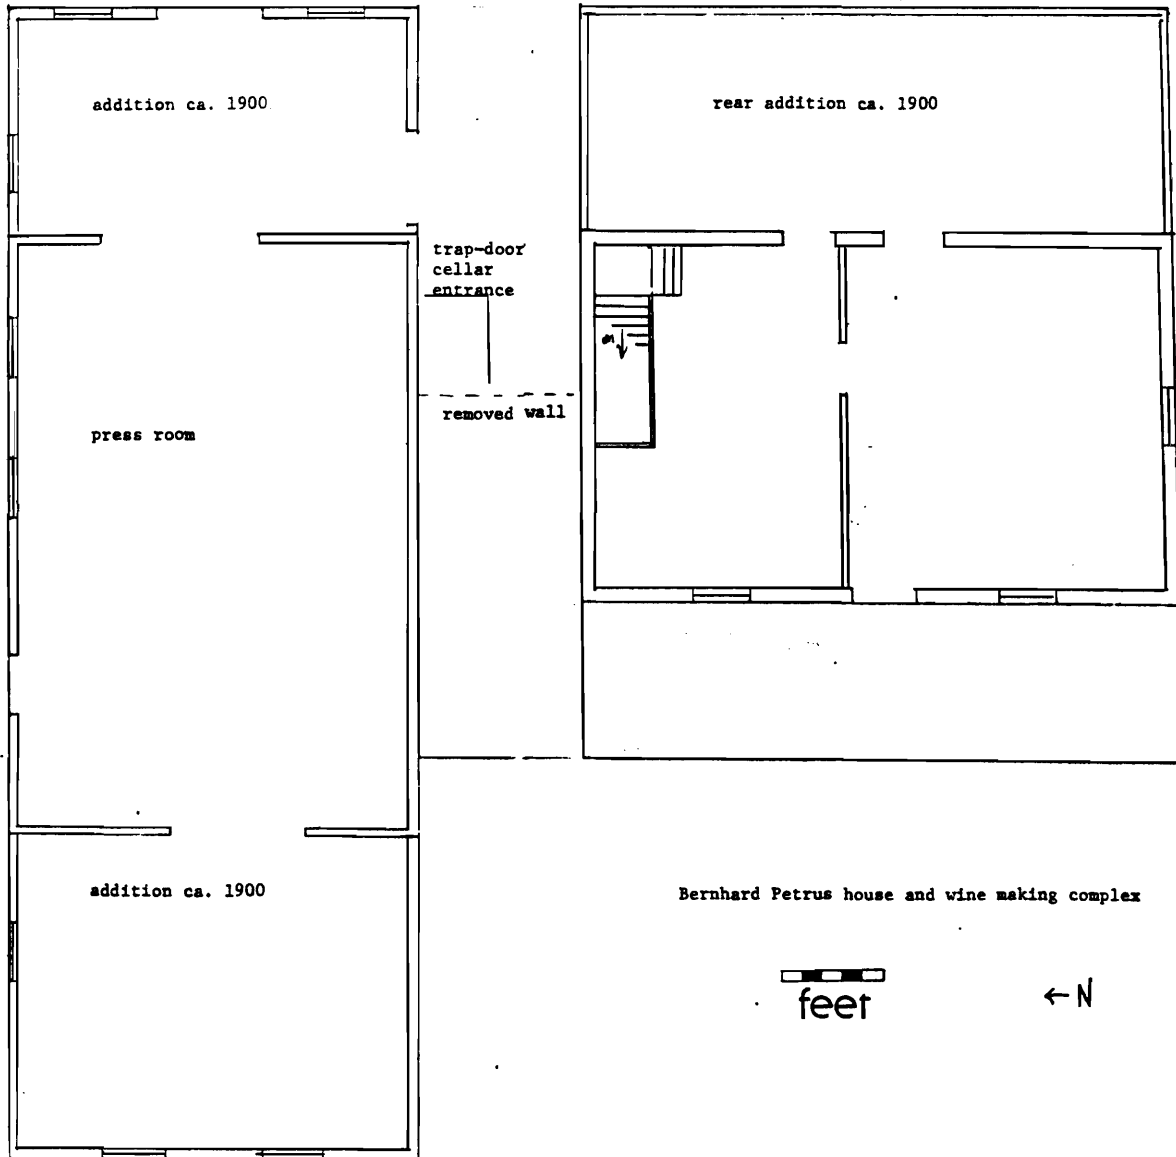 addition ca. 1900
rear addition ca. 1900
trap-door
cellar
entrance
removed wall
press room
addition ca. 1900
Bernhard Petrus house and wine making complex
feet
←N